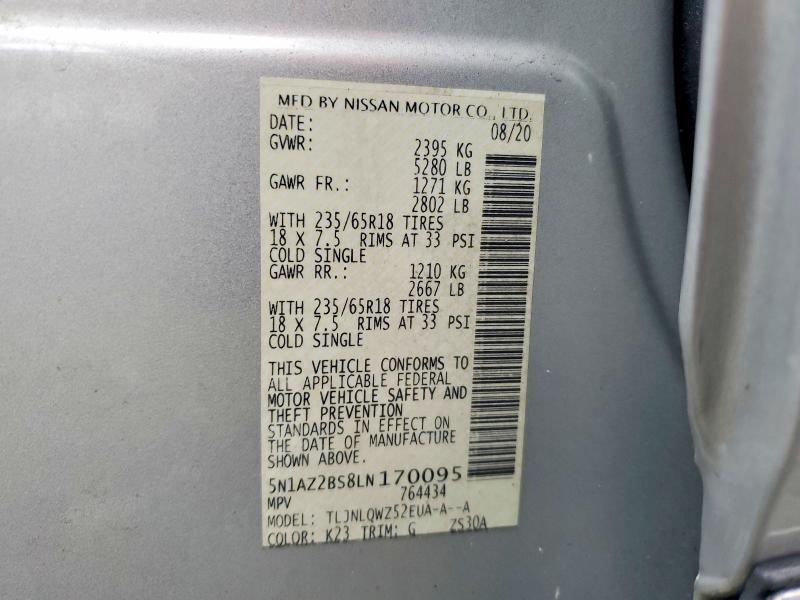 MFD BY NISSAN MOTOR CO., LTD.
DATE: 08/20
GVWR: 2395 KG
5280 LB
GAWR FR.: 1271 KG
2802 LB
WITH 235/65R18 TIRES
18 X 7.5 RIMS AT 33 PSI
COLD SINGLE
GAWR RR.: 1210 KG
2667 LB
WITH 235/65R18 TIRES
18 X 7.5 RIMS AT 33 PSI
COLD SINGLE
THIS VEHICLE CONFORMS TO
ALL APPLICABLE FEDERAL
MOTOR VEHICLE SAFETY AND
THEFT PREVENTION
STANDARDS IN EFFECT ON
THE DATE OF MANUFACTURE
SHOWN ABOVE.
5N1AZ2BS8LN170095
MPV 764434
MODEL: TLJNLQWZ52EUA-A--A
COLOR: K23 TRIM: G ZS30A